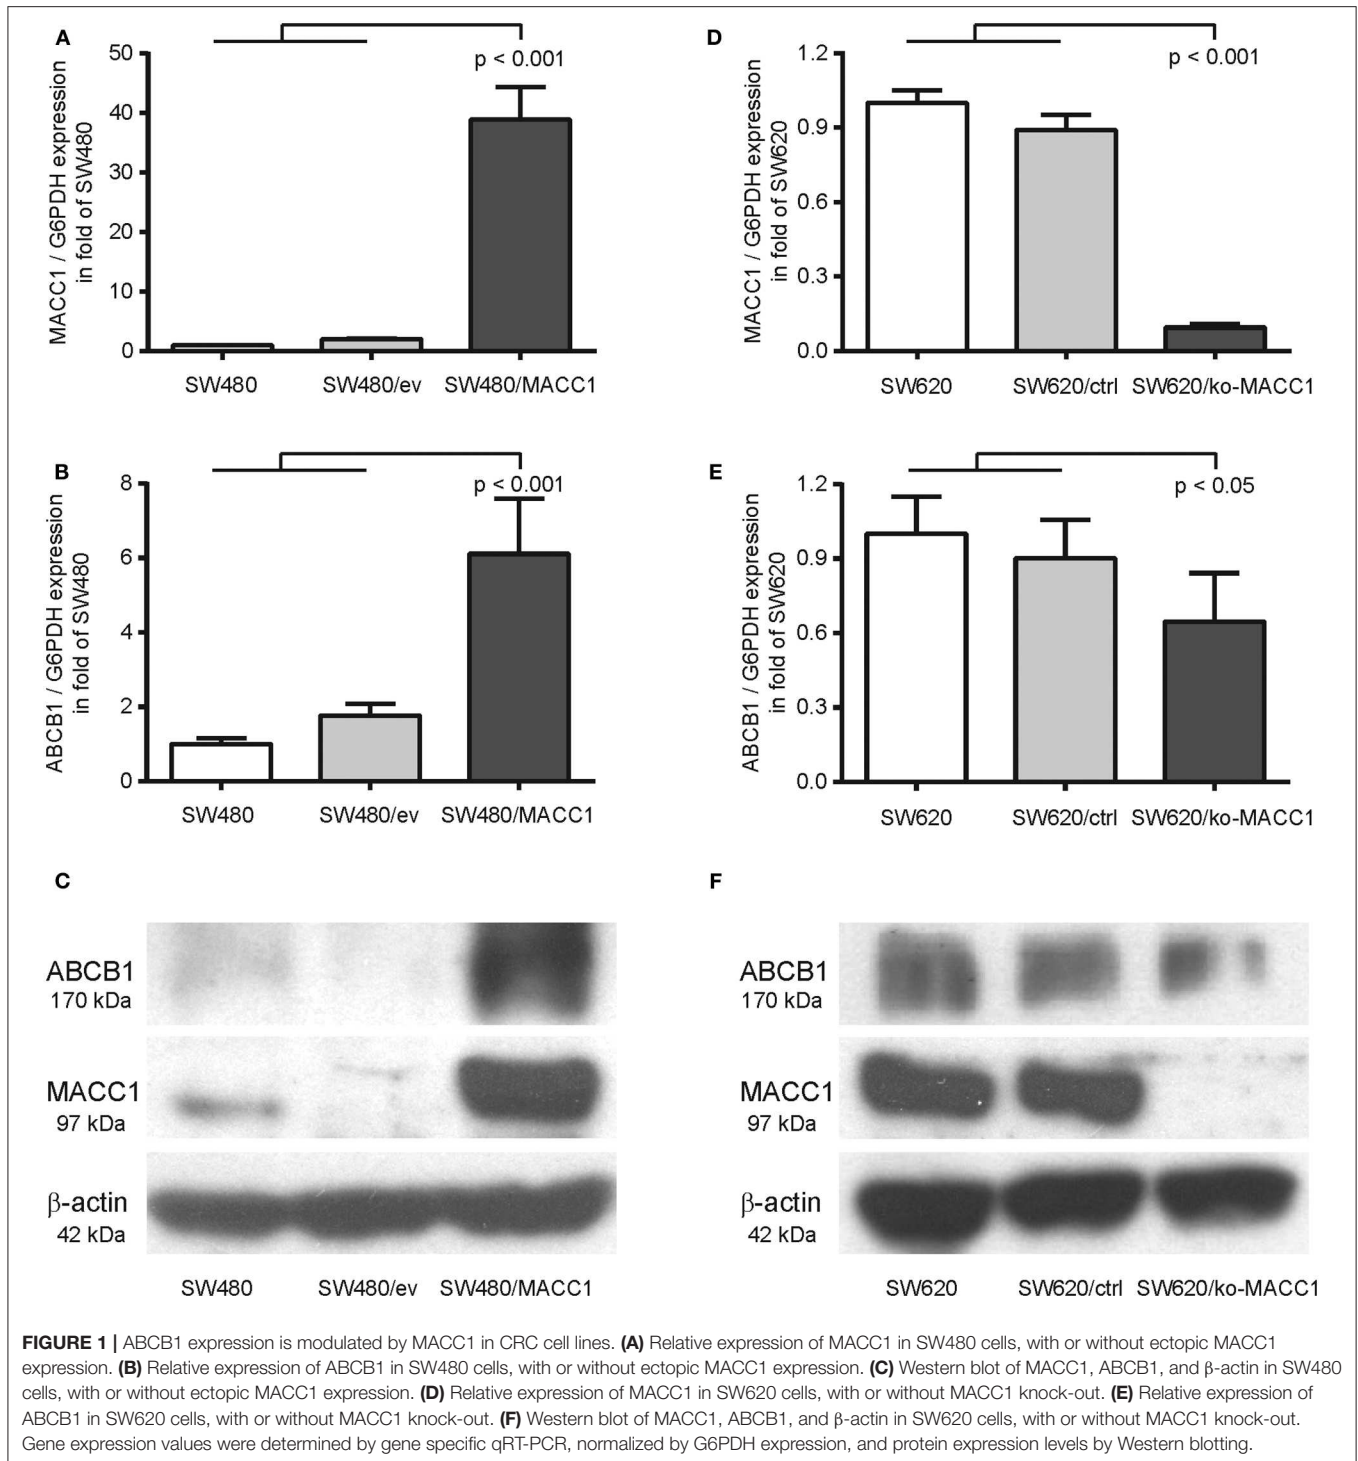 A
MACC1 / G6PDH expression
in fold of SW480
50
40
30
20
10
0
p < 0.001
SW480 SW480/ev SW480/MACC1
D
MACC1 / G6PDH expression
in fold of SW620
1.2
0.9
0.6
0.3
0.0
p < 0.001
SW620 SW620/ctrl SW620/ko-MACC1
B
ABCB1 / G6PDH expression
in fold of SW480
8
6
4
2
0
p < 0.001
SW480 SW480/ev SW480/MACC1
E
ABCB1 / G6PDH expression
in fold of SW620
1.2
0.9
0.6
0.3
0.0
p < 0.05
SW620 SW620/ctrl SW620/ko-MACC1
C
ABCB1
170 kDa
MACC1
97 kDa
β-actin
42 kDa
SW480 SW480/ev SW480/MACC1
F
ABCB1
170 kDa
MACC1
97 kDa
β-actin
42 kDa
SW620 SW620/ctrl SW620/ko-MACC1
FIGURE 1 | ABCB1 expression is modulated by MACC1 in CRC cell lines. (A) Relative expression of MACC1 in SW480 cells, with or without ectopic MACC1
expression. (B) Relative expression of ABCB1 in SW480 cells, with or without ectopic MACC1 expression. (C) Western blot of MACC1, ABCB1, and β-actin in SW480
cells, with or without ectopic MACC1 expression. (D) Relative expression of MACC1 in SW620 cells, with or without MACC1 knock-out. (E) Relative expression of
ABCB1 in SW620 cells, with or without MACC1 knock-out. (F) Western blot of MACC1, ABCB1, and β-actin in SW620 cells, with or without MACC1 knock-out.
Gene expression values were determined by gene specific qRT-PCR, normalized by G6PDH expression, and protein expression levels by Western blotting.